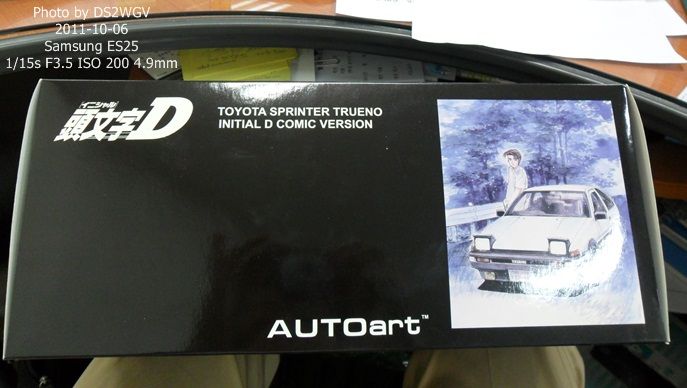 Photo by DS2WGV
2011-10-06
Samsung ES25
1/15s F3.5 ISO 200 4.9mm
イニシャル
頭文字D
TOYOTA SPRINTER TRUENO
INITIAL D COMIC VERSION
AUTOart™